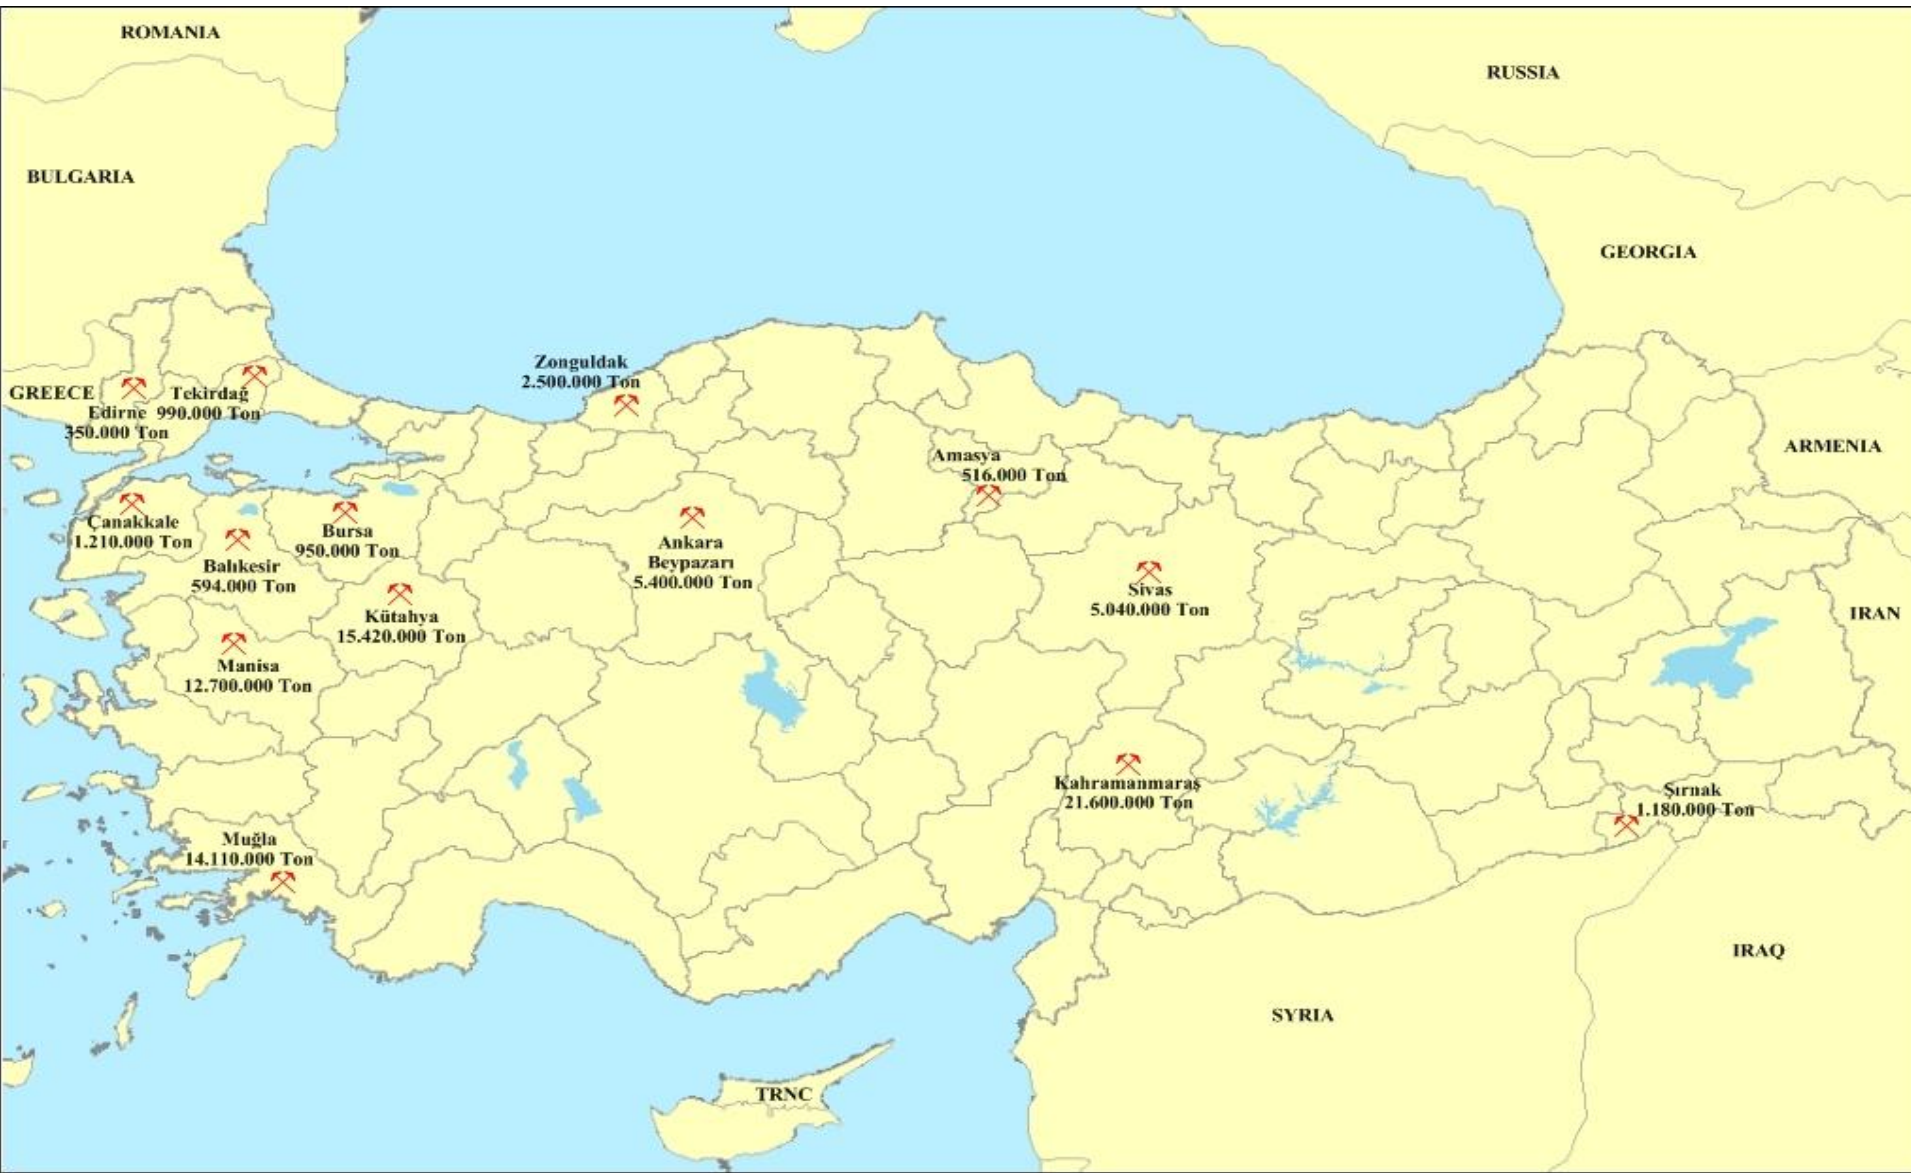 ROMANIA
RUSSIA
BULGARIA
GEORGIA
Zonguldak
2.500.000 Ton
GREECE
Tekirdağ
990.000 Ton
Edirne
350.000 Ton
ARMENIA
Amasya
516.000 Ton
Çanakkale
1.210.000 Ton
Bursa
950.000 Ton
Ankara
Beypazarı
5.400.000 Ton
Balıkesir
594.000 Ton
Sivas
5.040.000 Ton
IRAN
Kütahya
15.420.000 Ton
Manisa
12.700.000 Ton
Kahramanmaraş
21.600.000 Ton
Şırnak
1.180.000 Ton
Muğla
14.110.000 Ton
IRAQ
SYRIA
TRNC